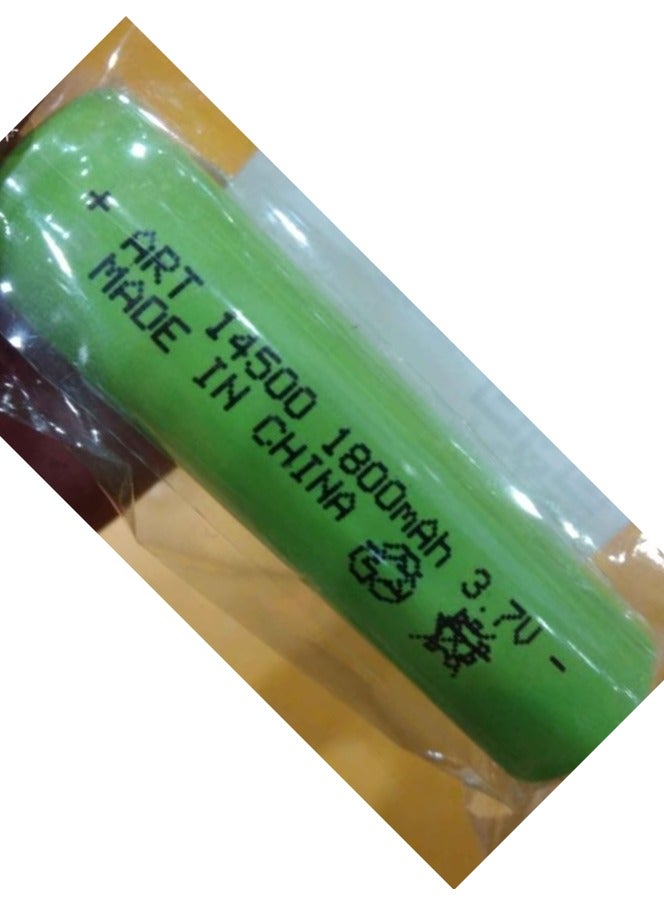 + ART 14500 1800mAh 3.7V -
MADE IN CHINA